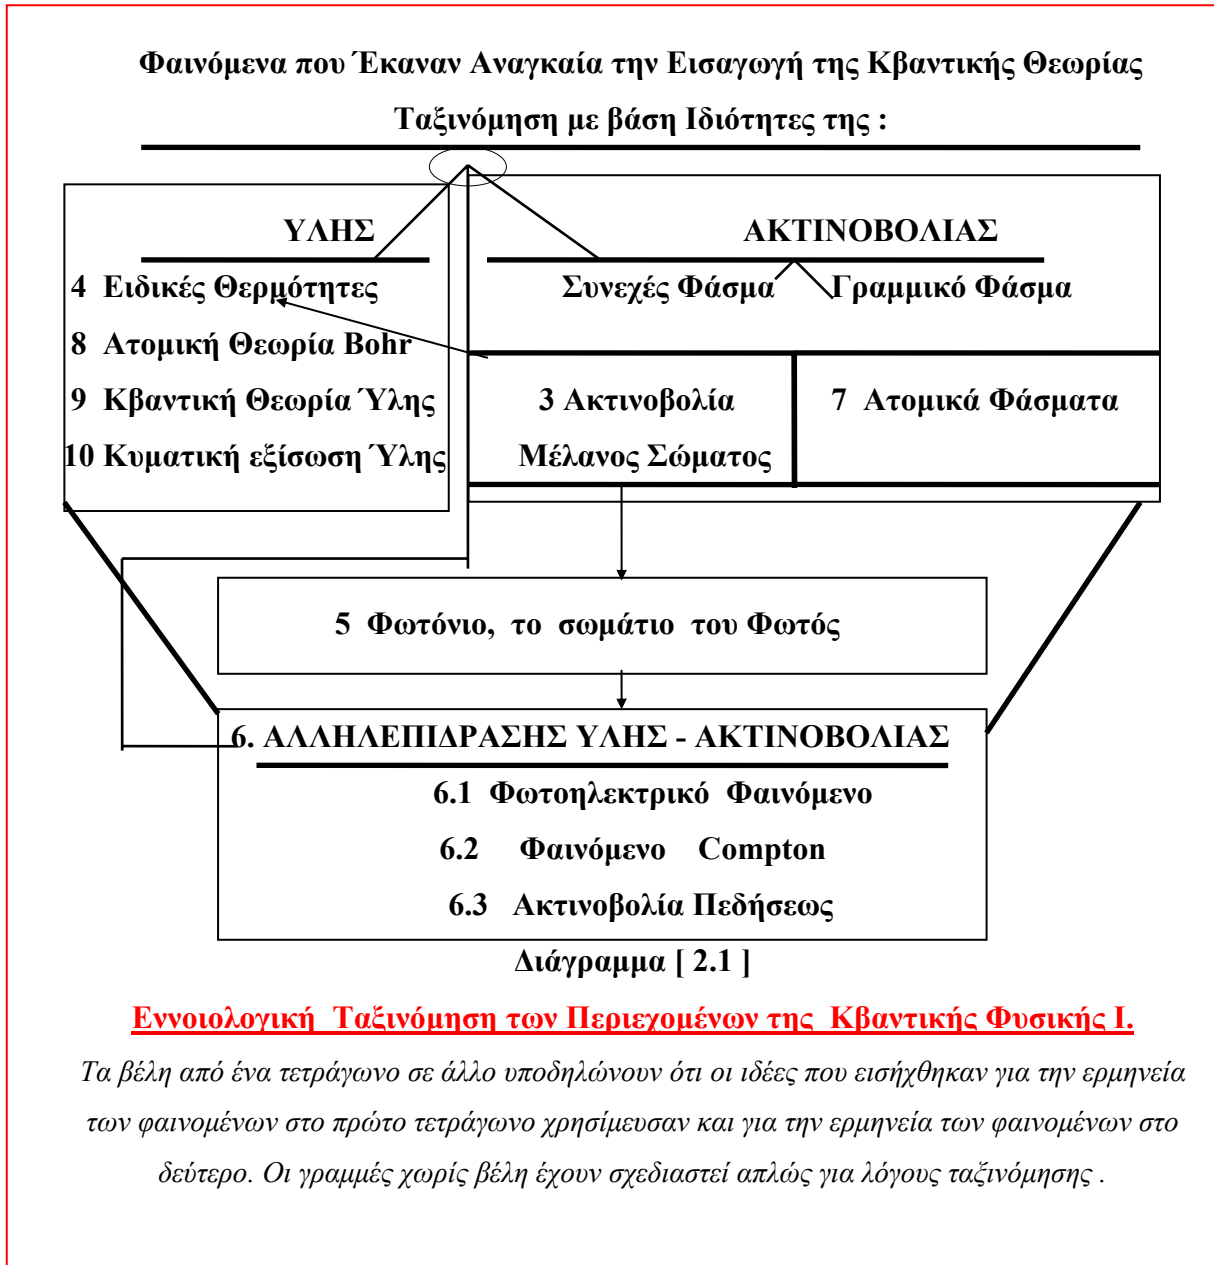 Φαινόμενα που Έκαναν Αναγκαία την Εισαγωγή της Κβαντικής Θεωρίας
Ταξινόμηση με βάση Ιδιότητες της :
ΥΛΗΣ
4 Ειδικές Θερμότητες
8 Ατομική Θεωρία Bohr
9 Κβαντική Θεωρία Ύλης
10 Κυματική εξίσωση Ύλης
ΑΚΤΙΝΟΒΟΛΙΑΣ
Συνεχές Φάσμα Γραμμικό Φάσμα
3 Ακτινοβολία
Μέλανος Σώματος
7 Ατομικά Φάσματα
5 Φωτόνιο, το σωμάτιο του Φωτός
6. ΑΛΛΗΛΕΠΙΔΡΑΣΗΣ ΥΛΗΣ - ΑΚΤΙΝΟΒΟΛΙΑΣ
6.1 Φωτοηλεκτρικό Φαινόμενο
6.2 Φαινόμενο Compton
6.3 Ακτινοβολία Πεδήσεως
Διάγραμμα [ 2.1 ]
Εννοιολογική Ταξινόμηση των Περιεχομένων της Κβαντικής Φυσικής Ι.
Τα βέλη από ένα τετράγωνο σε άλλο υποδηλώνουν ότι οι ιδέες που εισήχθηκαν για την ερμηνεία
των φαινομένων στο πρώτο τετράγωνο χρησίμευσαν και για την ερμηνεία των φαινομένων στο
δεύτερο. Οι γραμμές χωρίς βέλη έχουν σχεδιαστεί απλώς για λόγους ταξινόμησης .